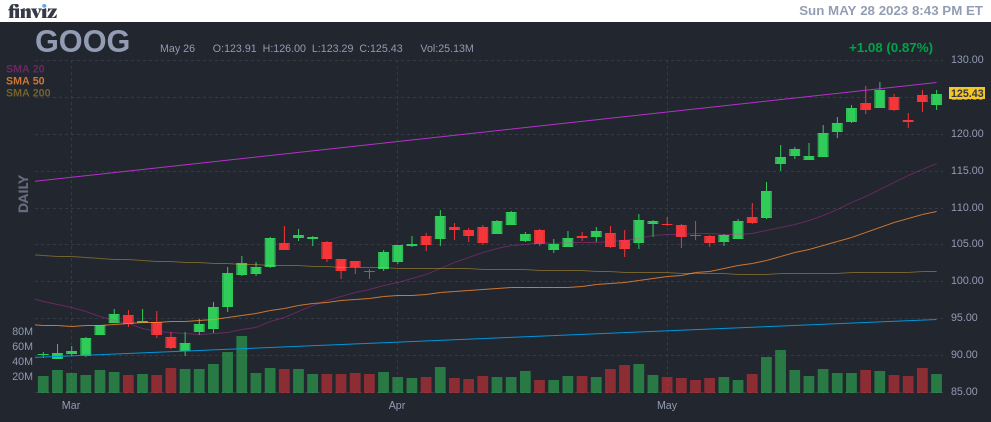 finviz
Sun MAY 28 2023 8:43 PM ET
GOOG
May 26 O:123.91 H:126.00 L:123.29 C:125.43 Vol:25.13M
+1.08 (0.87%)
SMA 20
SMA 50
SMA 200
DAILY
130.00
125.43
120.00
115.00
110.00
105.00
100.00
95.00
90.00
85.00
80M
60M
40M
20M
Mar
Apr
May